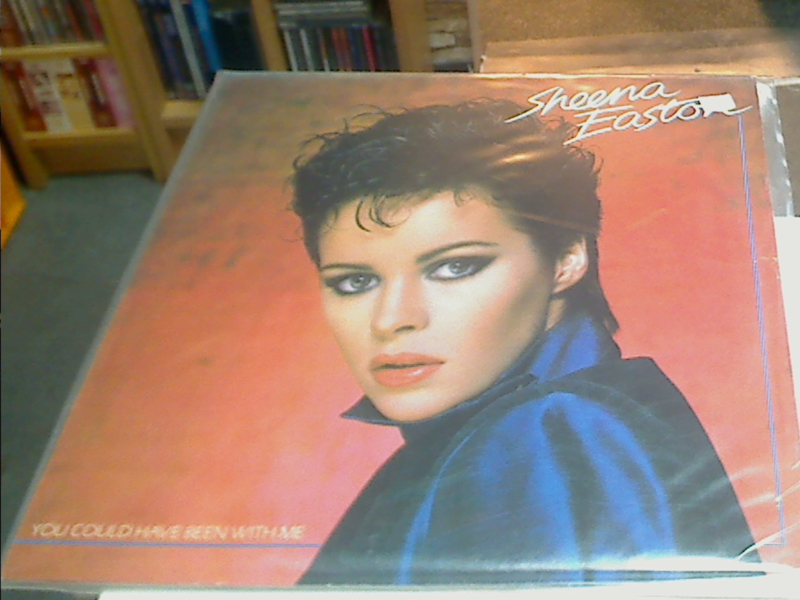 Sheena
Easton
YOU COULD HAVE BEEN WITH ME